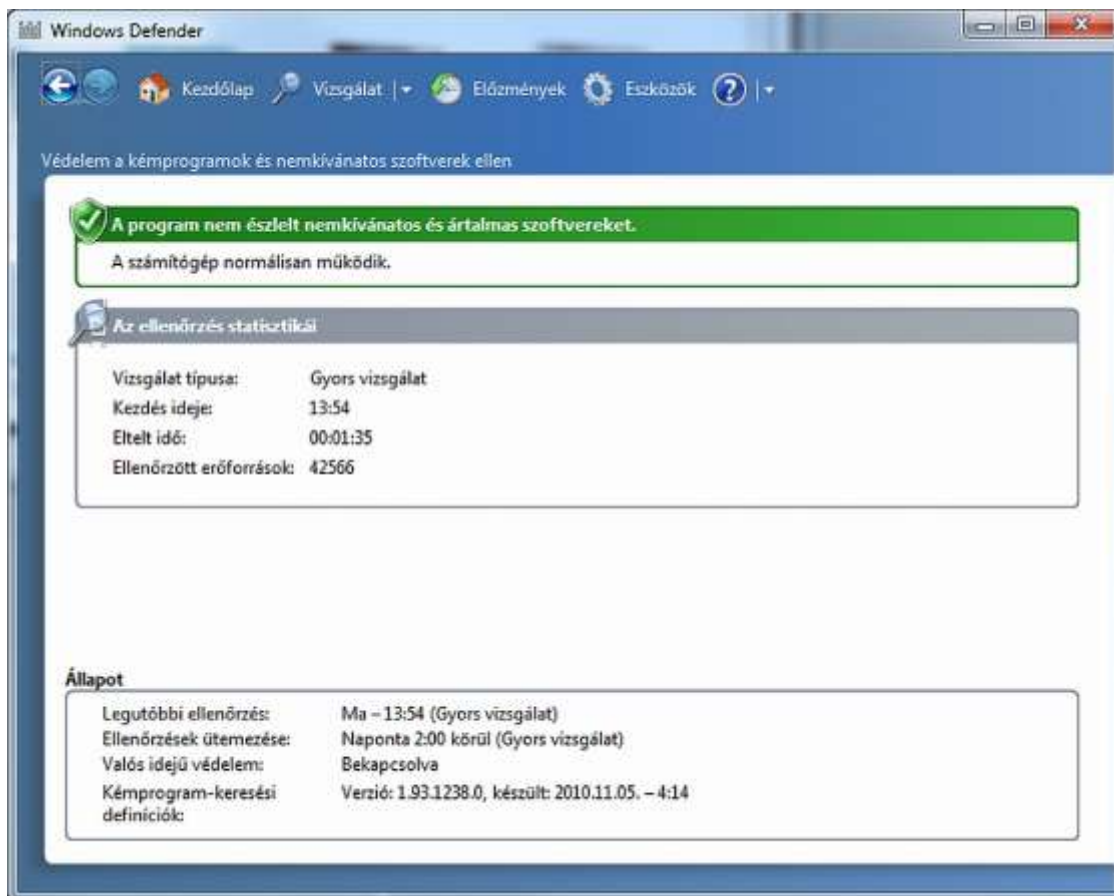 Windows Defender
Kezdőlap Vizsgálat Előzmények Eszközök ?
Védelem a kémprogramok és nemkívánatos szoftverek ellen
A program nem észlelt nemkívánatos és ártalmas szoftvereket.
A számítógép normálisan működik.
Az ellenőrzés statisztikái
Vizsgálat típusa: Gyors vizsgálat
Kezdés ideje: 13:54
Eltelt idő: 00:01:35
Ellenőrzött erőforrások: 42566
Állapot
Legutóbbi ellenőrzés: Ma – 13:54 (Gyors vizsgálat)
Ellenőrzések ütemezése: Naponta 2:00 körül (Gyors vizsgálat)
Valós idejű védelem: Bekapcsolva
Kémprogram-keresési Verzió: 1.93.1238.0, készült: 2010.11.05. – 4:14
definíciók: